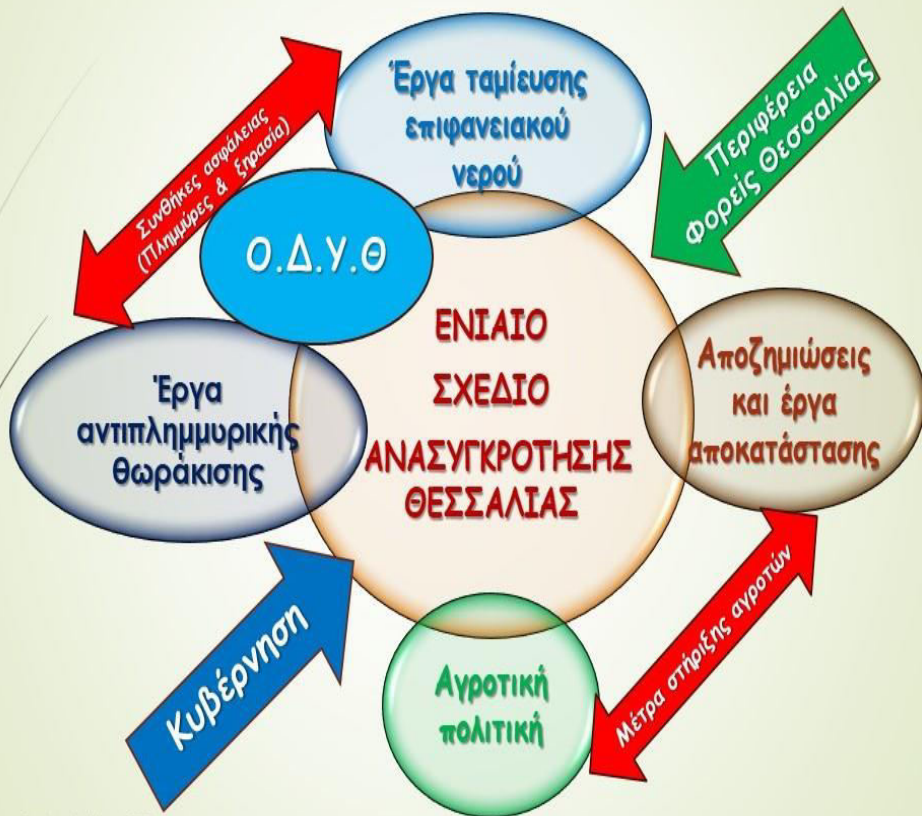 Έργα ταμίευσης
επιφανειακού
νερού
Συνθήκες ασφάλειας
(Πλημμύρες & ξηρασία)
Περιφέρεια
Φορείς Θεσσαλίας
Ο.Δ.Υ.Θ
ΕΝΙΑΙΟ
ΣΧΕΔΙΟ
ΑΝΑΣΥΓΚΡΟΤΗΣΗΣ
ΘΕΣΣΑΛΙΑΣ
Έργα
αντιπλημμυρικής
θωράκισης
Αποζημιώσεις
και έργα
αποκατάστασης
Κυβέρνηση
Αγροτική
πολιτική
Μέτρα στήριξης αγροτών